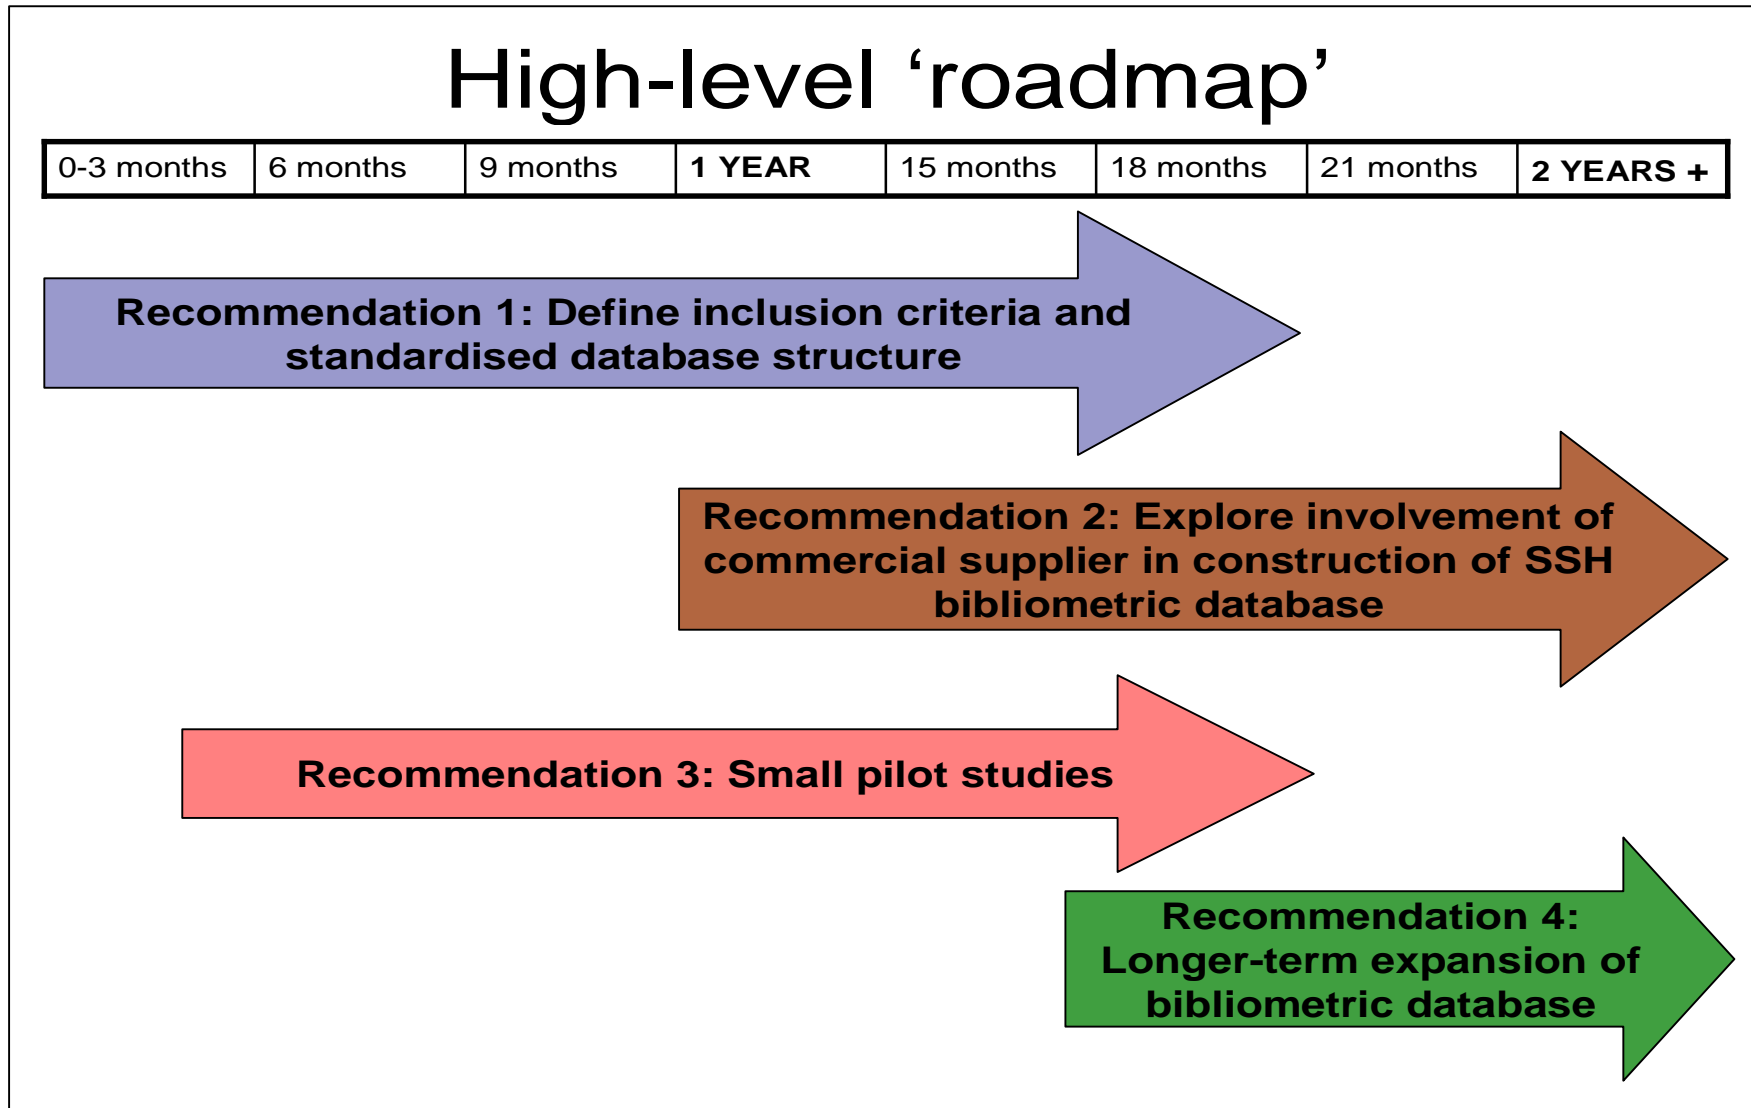 High-level ‘roadmap’
0-3 months 6 months 9 months 1 YEAR 15 months 18 months 21 months 2 YEARS +
Recommendation 1: Define inclusion criteria and
standardised database structure
Recommendation 2: Explore involvement of
commercial supplier in construction of SSH
bibliometric database
Recommendation 3: Small pilot studies
Recommendation 4:
Longer-term expansion of
bibliometric database